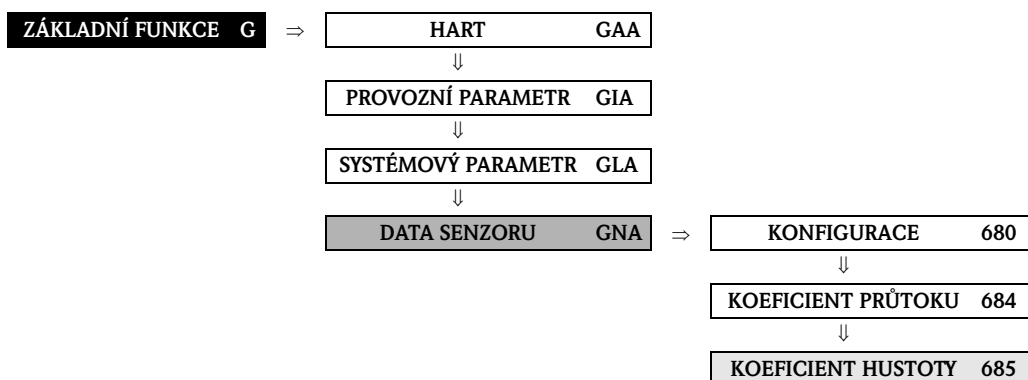 ZÁKLADNÍ FUNKCE G ⇒ HART GAA
⇓
PROVOZNÍ PARAMETR GIA
⇓
SYSTÉMOVÝ PARAMETR GLA
⇓
DATA SENZORU GNA ⇒ KONFIGURACE 680
⇓
KOEFICIENT PRŮTOKU 684
⇓
KOEFICIENT HUSTOTY 685